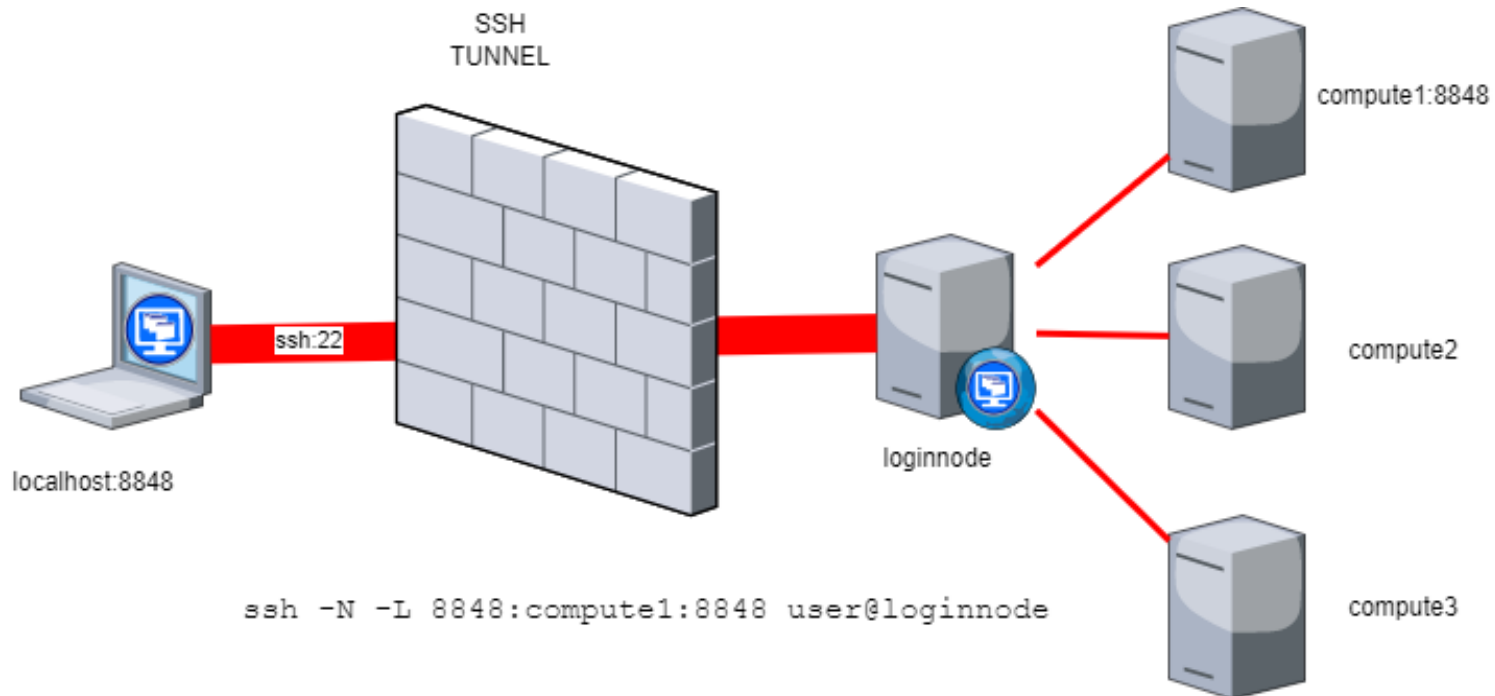 SSH
TUNNEL
compute1:8848
ssh:22
compute2
loginnode
localhost:8848
ssh -N -L 8848:compute1:8848 user@loginnode
compute3